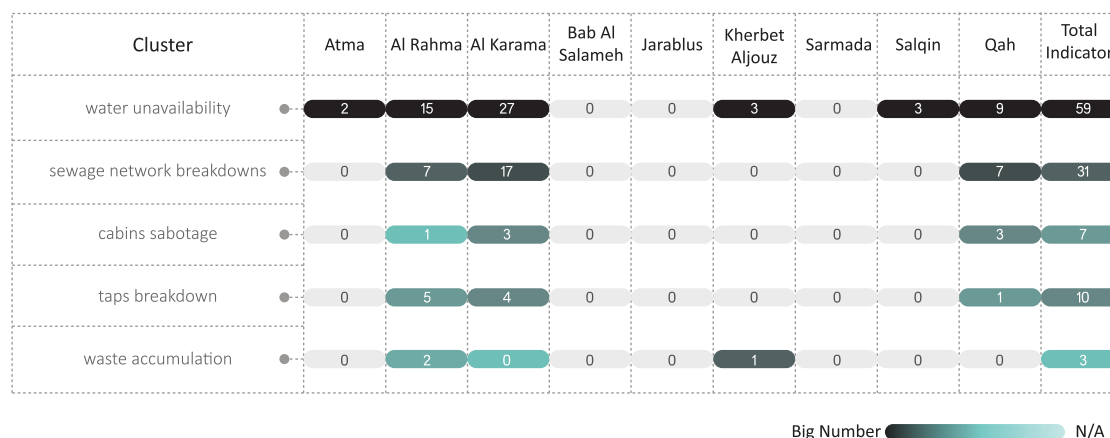 Cluster Atma Al Rahma Al Karama Bab Al Salameh Jarablus Kherbet Aljouz Sarmada Salqin Qah Total Indicator
water unavailability 2 15 27 0 0 3 0 3 9 59
sewage network breakdowns 0 7 17 0 0 0 0 0 7 31
cabins sabotage 0 1 3 0 0 0 0 0 3 7
taps breakdown 0 5 4 0 0 0 0 0 1 10
waste accumulation 0 2 0 0 0 1 0 0 0 3
Big Number N/A